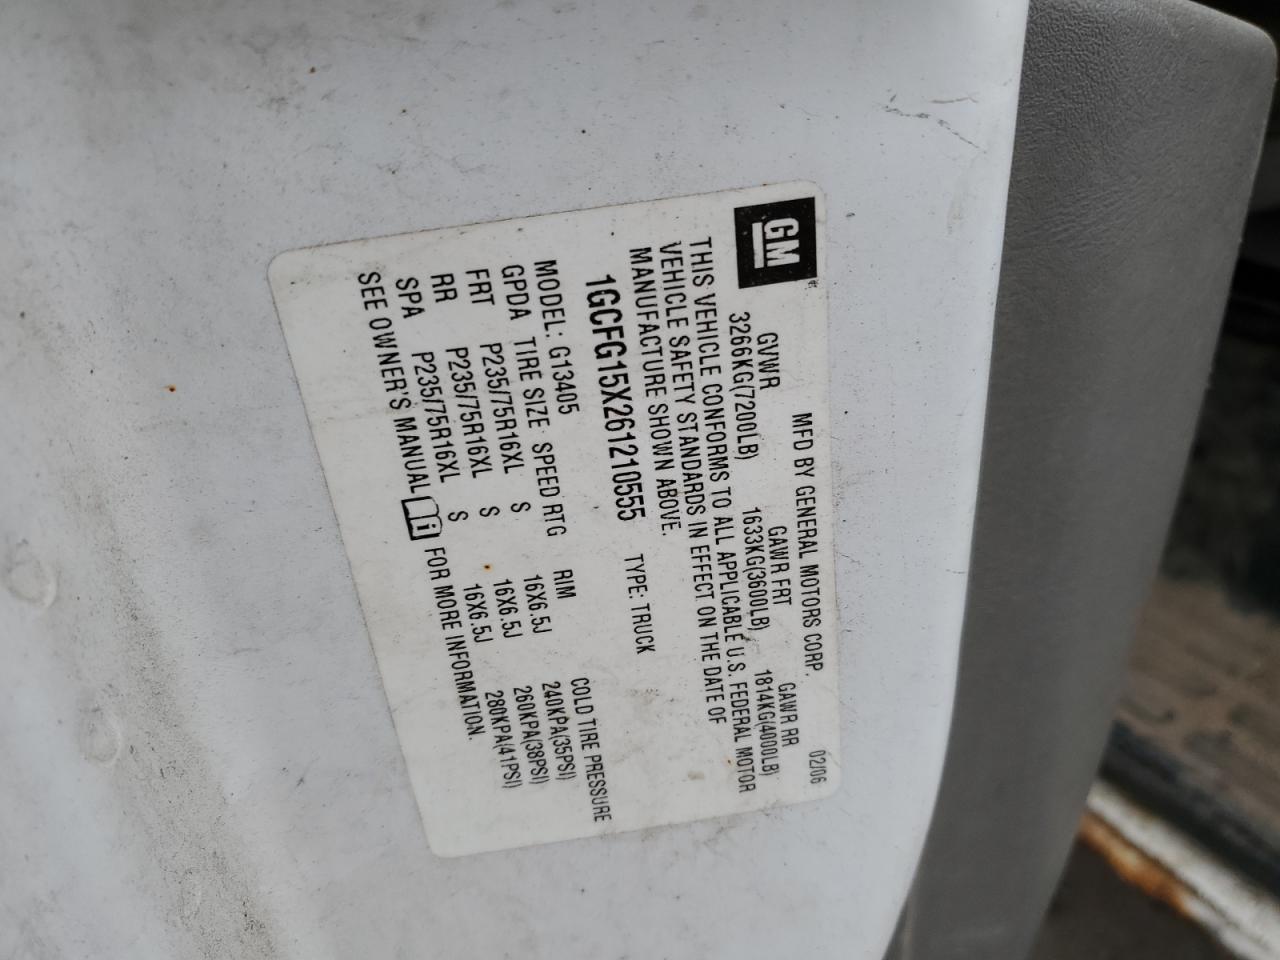 GM
MFD BY GENERAL MOTORS CORP. 02/06
GVWR GAWR FRT GAWR RR
3266KG(7200LB) 1633KG(3600LB) 1814KG(4000LB)
THIS VEHICLE CONFORMS TO ALL APPLICABLE U.S. FEDERAL MOTOR
VEHICLE SAFETY STANDARDS IN EFFECT ON THE DATE OF
MANUFACTURE SHOWN ABOVE.
1GCFG15X261210555 TYPE: TRUCK
MODEL: G13405
GPDA TIRE SIZE SPEED RTG RIM COLD TIRE PRESSURE
FRT P235/75R16XL S 16X6.5J 240KPA(35PSI)
RR P235/75R16XL S 16X6.5J 260KPA(38PSI)
SPA P235/75R16XL S 16X6.5J 280KPA(41PSI)
SEE OWNER'S MANUAL i FOR MORE INFORMATION.